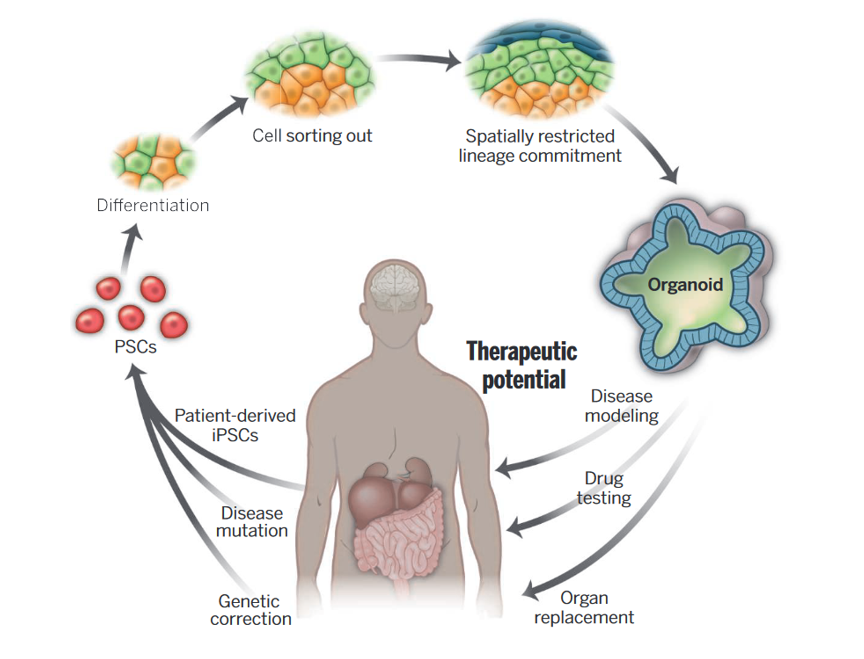 Cell sorting out
Spatially restricted
lineage commitment
Differentiation
Organoid
PSCs
Therapeutic
potential
Patient-derived
iPSCs
Disease
modeling
Drug
testing
Disease
mutation
Genetic
correction
Organ
replacement